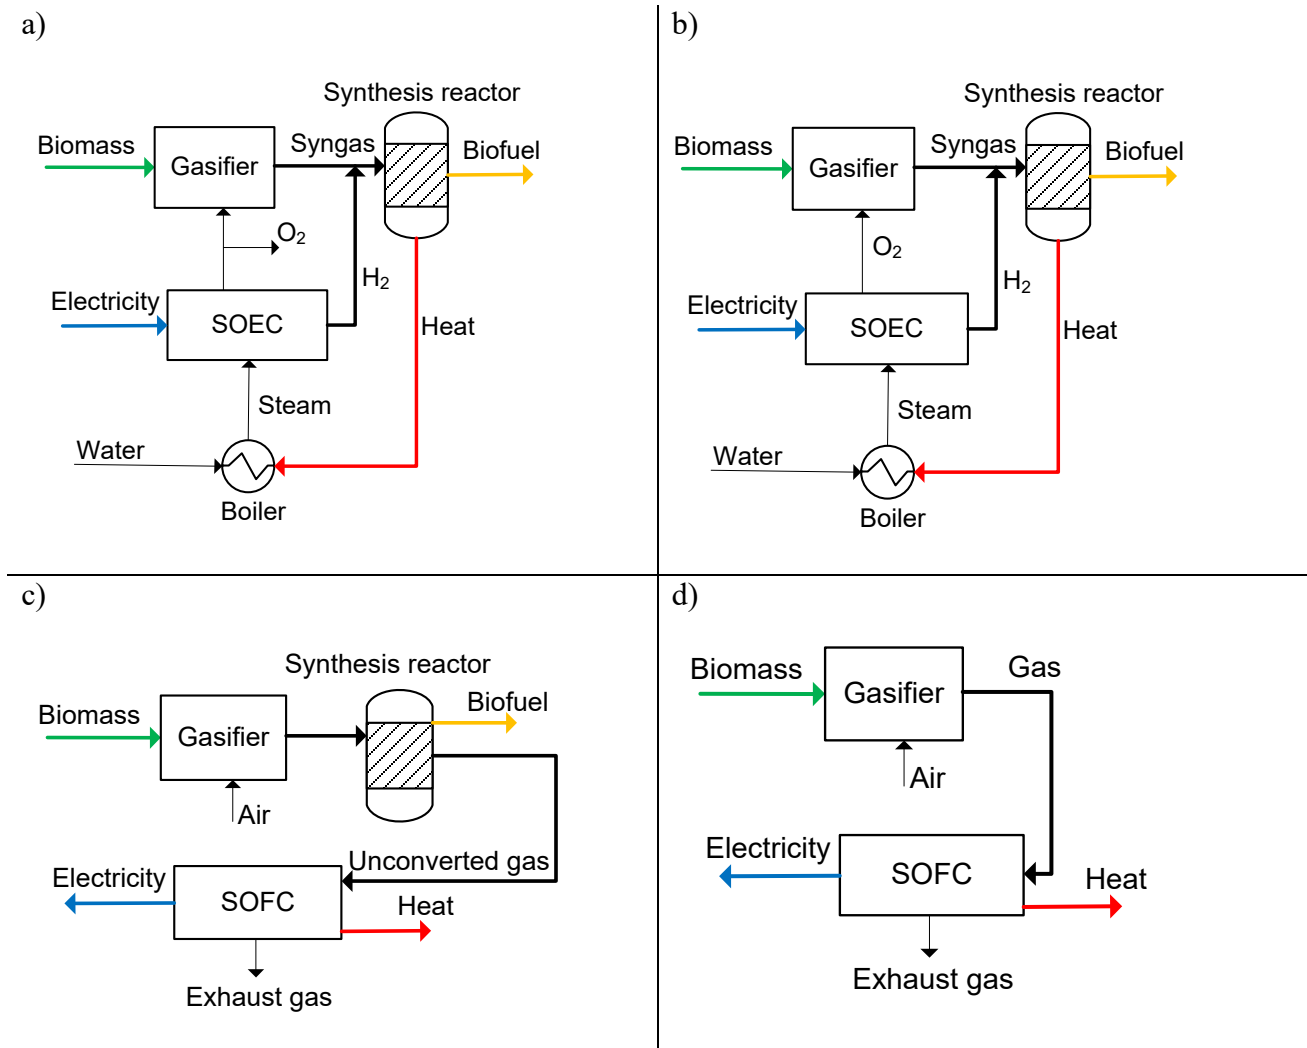 a)
Synthesis reactor
Biomass
Gasifier
Syngas
Biofuel
O2
H2
Electricity
SOEC
Heat
Steam
Water
Boiler
b)
Synthesis reactor
Biomass
Gasifier
Syngas
Biofuel
O2
H2
Electricity
SOEC
Heat
Steam
Water
Boiler
c)
Synthesis reactor
Biomass
Gasifier
Biofuel
Air
Unconverted gas
Electricity
SOFC
Heat
Exhaust gas
d)
Biomass
Gasifier
Gas
Air
Electricity
SOFC
Heat
Exhaust gas